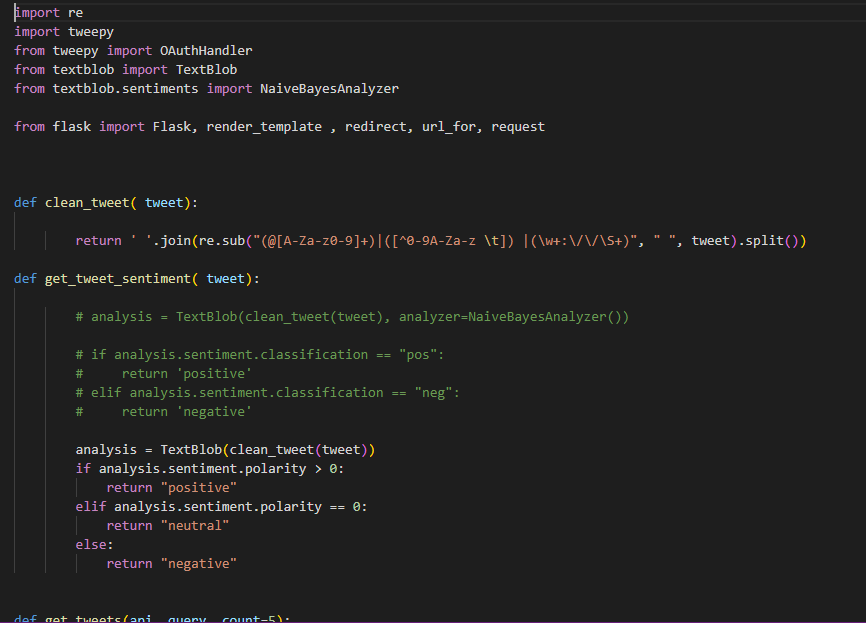 import re
import tweepy
from tweepy import OAuthHandler
from textblob import TextBlob
from textblob.sentiments import NaiveBayesAnalyzer
from flask import Flask, render_template , redirect, url_for, request
def clean_tweet( tweet):
return ' '.join(re.sub("(@[A-Za-z0-9]+)|([^0-9A-Za-z \t]) |(\w+:\/\/\S+)", " ", tweet).split())
def get_tweet_sentiment( tweet):
# analysis = TextBlob(clean_tweet(tweet), analyzer=NaiveBayesAnalyzer())
# if analysis.sentiment.classification == "pos":
#     return 'positive'
# elif analysis.sentiment.classification == "neg":
#     return 'negative'
analysis = TextBlob(clean_tweet(tweet))
if analysis.sentiment.polarity > 0:
return "positive"
elif analysis.sentiment.polarity == 0:
return "neutral"
else:
return "negative"
def get_tweets(api, query, count=5):